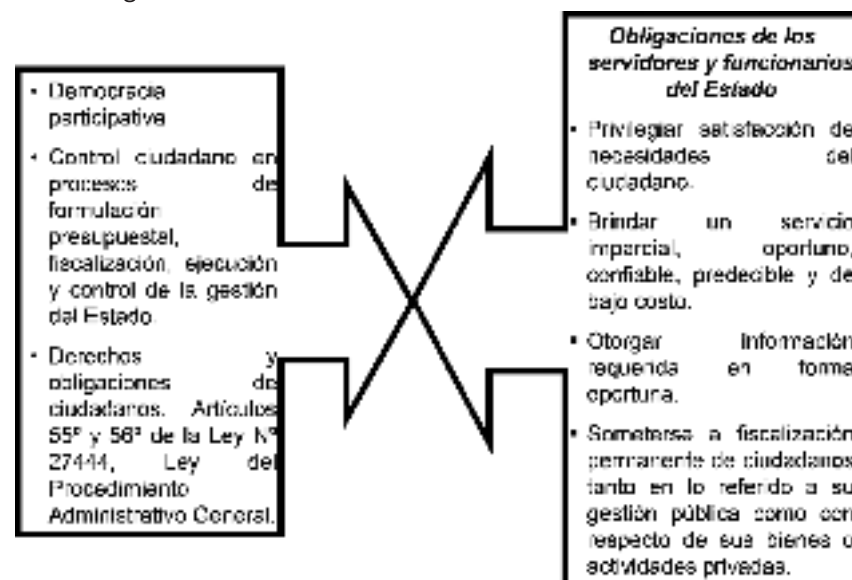 • Democracia
participativa
• Control ciudadano en
procesos de
formulación
presupuestal,
fiscalización, ejecución
y control de la gestión
del Estado.
• Derechos y
obligaciones de
ciudadanos. Artículos
55º y 56º de la Ley Nº
27444, Ley del
Procedimiento
Administrativo General.
Obligaciones de los
servidores y funcionarios
del Estado
• Privilegiar satisfacción de
necesidades del
ciudadano.
• Brindar un servicio
imparcial, oportuno,
confiable, predecible y de
bajo costo.
• Otorgar información
requerida en forma
oportuna.
• Someterse a fiscalización
permanente de ciudadanos
tanto en lo referido a su
gestión pública como con
respecto de sus bienes o
actividades privadas.